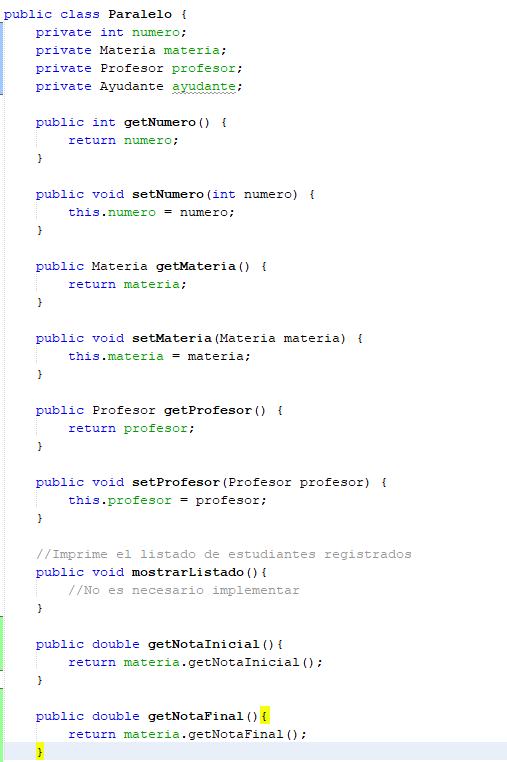 public class Paralelo {
    private int numero;
    private Materia materia;
    private Profesor profesor;
    private Ayudante ayudante;

    public int getNumero() {
        return numero;
    }

    public void setNumero(int numero) {
        this.numero = numero;
    }

    public Materia getMateria() {
        return materia;
    }

    public void setMateria(Materia materia) {
        this.materia = materia;
    }

    public Profesor getProfesor() {
        return profesor;
    }

    public void setProfesor(Profesor profesor) {
        this.profesor = profesor;
    }

    //Imprime el listado de estudiantes registrados
    public void mostrarListado(){
        //No es necesario implementar
    }

    public double getNotaInicial(){
        return materia.getNotaInicial();
    }

    public double getNotaFinal(){
        return materia.getNotaFinal();
    }